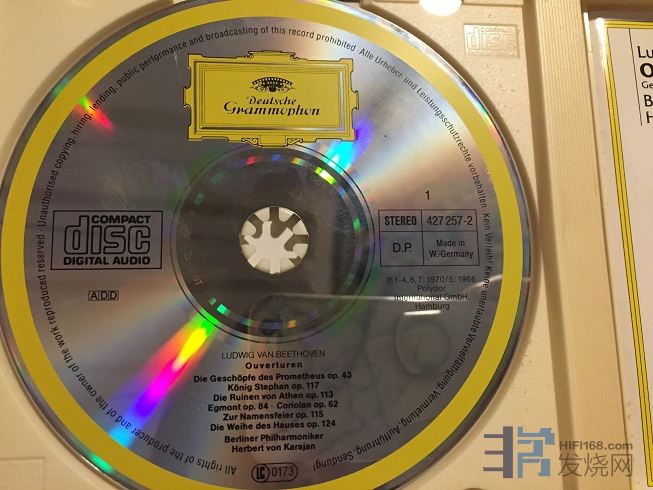 Unauthorised copying, hiring, lending, public performance and broadcasting of this record prohibited · Alle Urheber- und Leistungsschutzrechte vorbehalten. Kein Verleih! Keine unerlaubte Vervielfältigung, Vermietung, Aufführung, Sendung!
All rights of the producer and of the owner of the work reproduced reserved ·
Deutsche
Grammophon
COMPACT
disc
DIGITAL AUDIO
ADD
1
STEREO
427 257-2
D.P.
Made in
W.-Germany
Ⓟ 1-4, 6, 7: 1970/5: 1966
Polydor
International GmbH,
Hamburg
LUDWIG VAN BEETHOVEN
Ouverturen
Die Geschöpfe des Prometheus op. 43
König Stephan op. 117
Die Ruinen von Athen op. 113
Egmont op. 84 · Coriolan op. 62
Zur Namensfeier op. 115
Die Weihe des Hauses op. 124
Berliner Philharmoniker
Herbert von Karajan
LC 0173
COMPACT
disc
Lu
O
Ge
B
H
HIFI168.com
发烧网